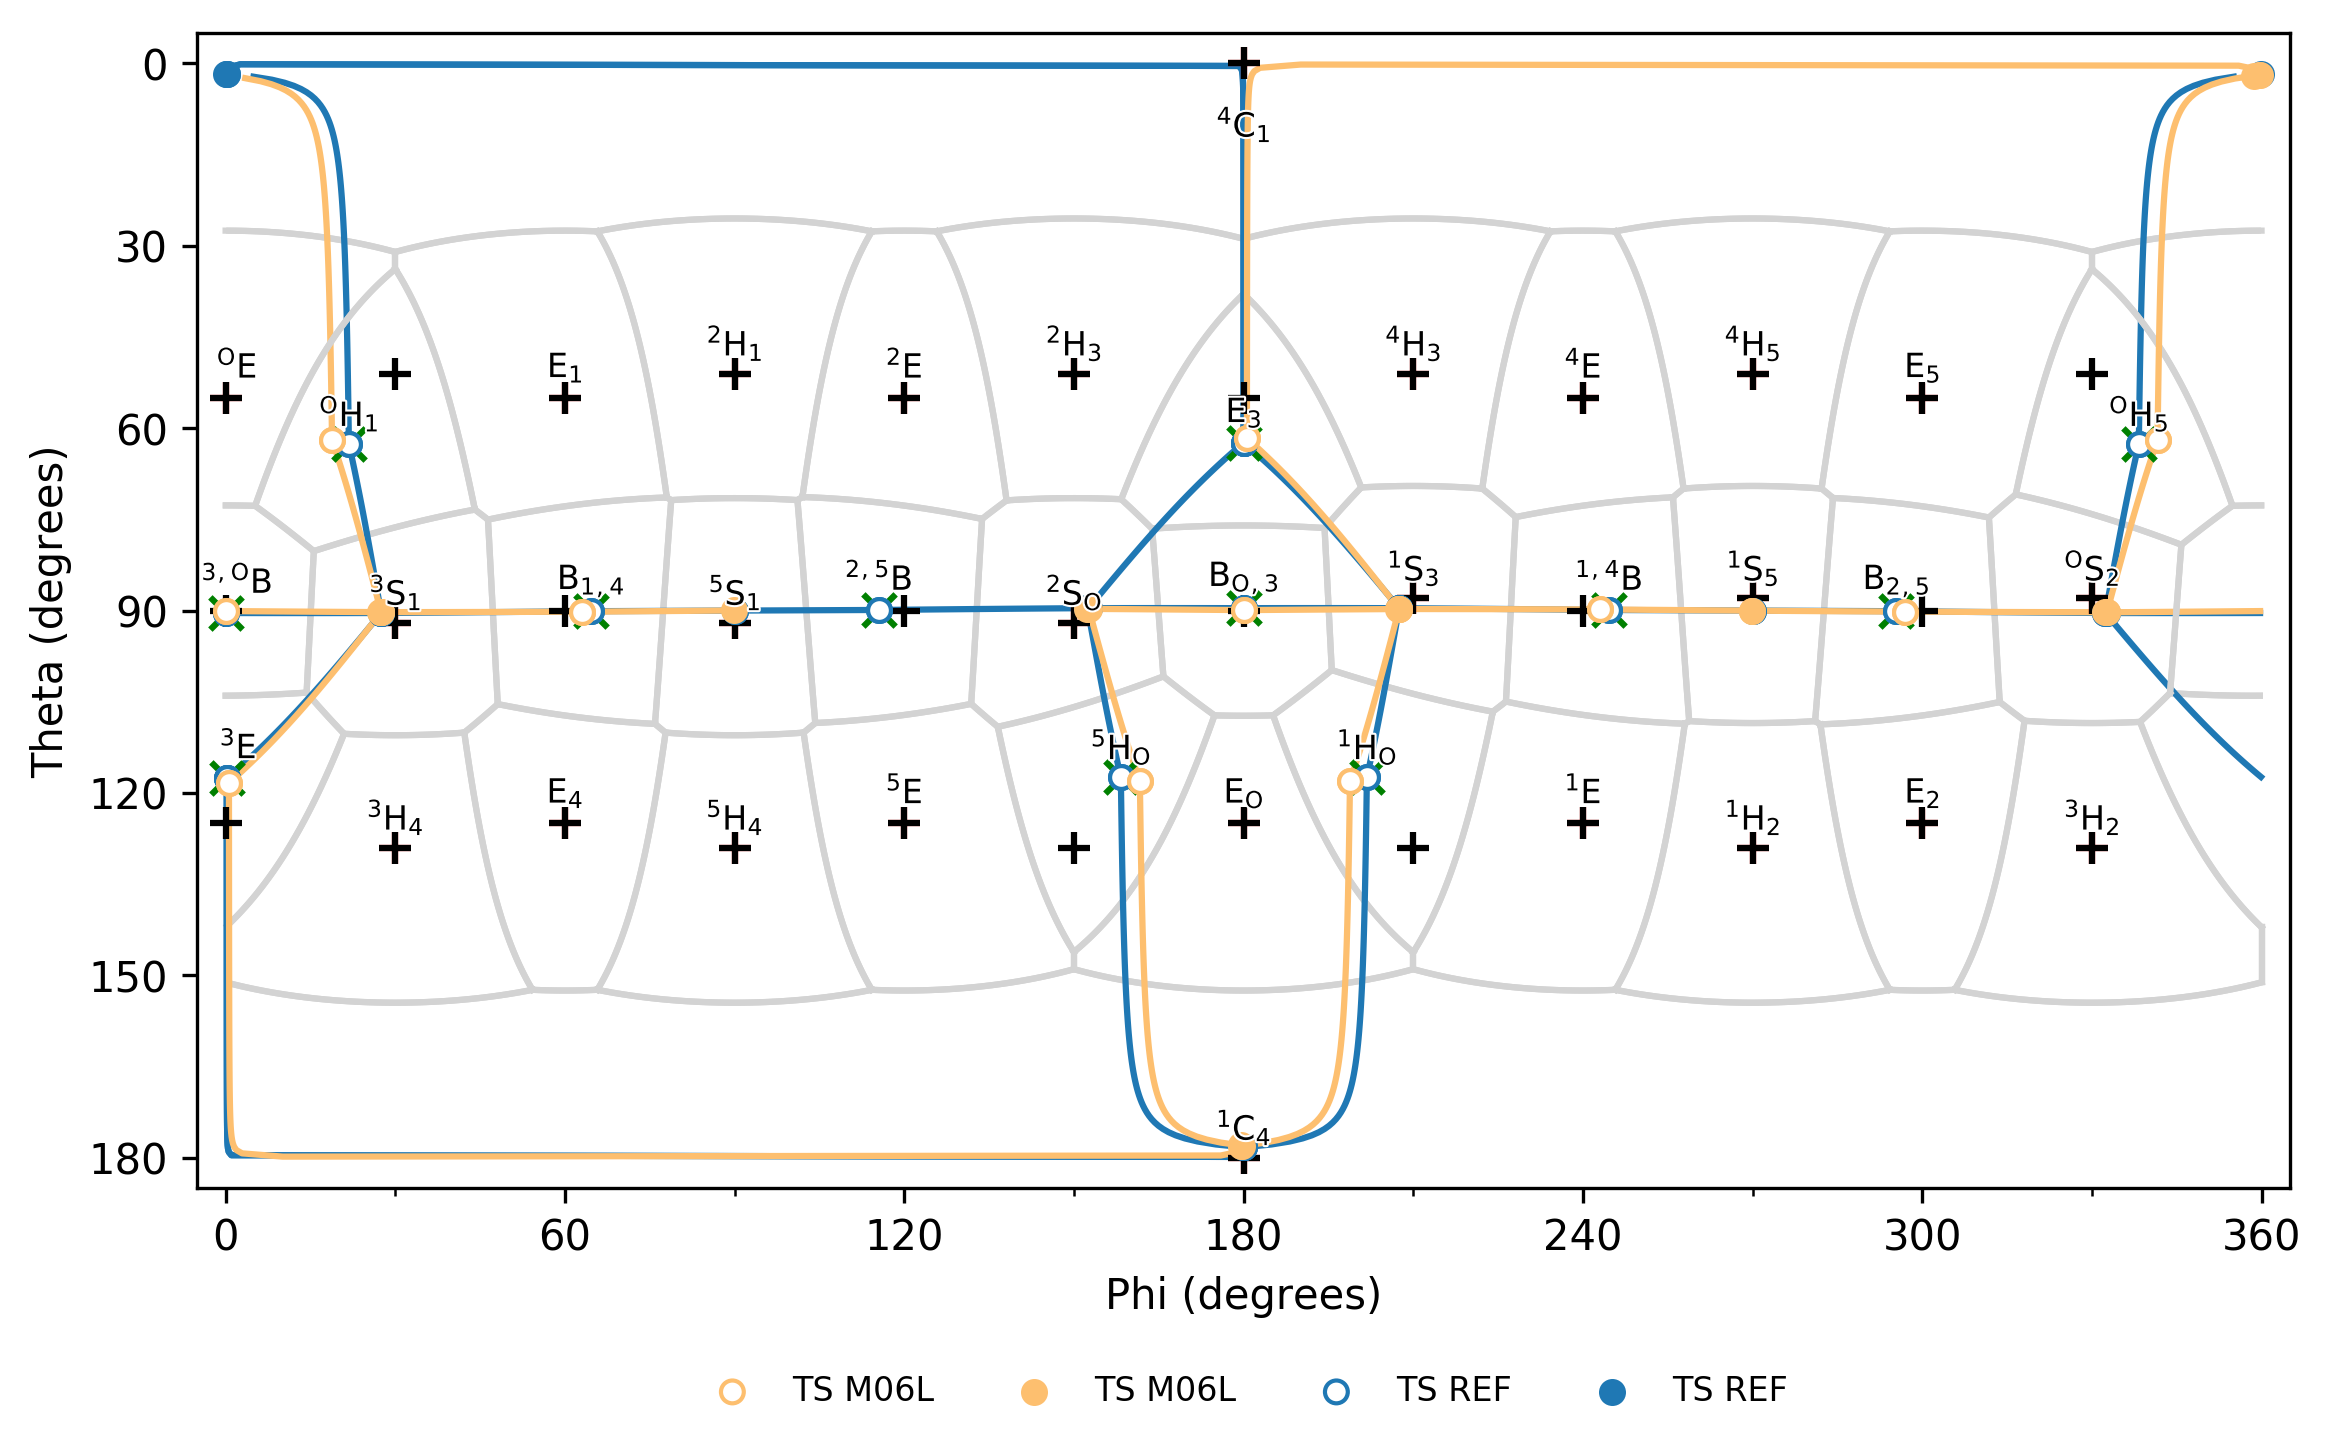 0
⁴C₁
30
²H₁ ²H₃ ⁴H₃ ⁴H₅
ᴼE E₁ ²E ⁴E E₅
60
ᴼH₁ E₃ ᴼH₅
³,ᴼB ³S₁ B₁,₄ ⁵S₁ ²,⁵B ²Sₒ Bₒ,₃ ¹S₃ ¹,⁴B ¹S₅ B₂,₅ ᴼS₂
90
³E ⁵Hₒ ¹Hₒ
120
E₄ ⁵E Eₒ ¹E E₂
³H₄ ⁵H₄ ¹H₂ ³H₂
150
¹C₄
180
Theta (degrees)
0 60 120 180 240 300 360
Phi (degrees)
TS M06L TS M06L TS REF TS REF